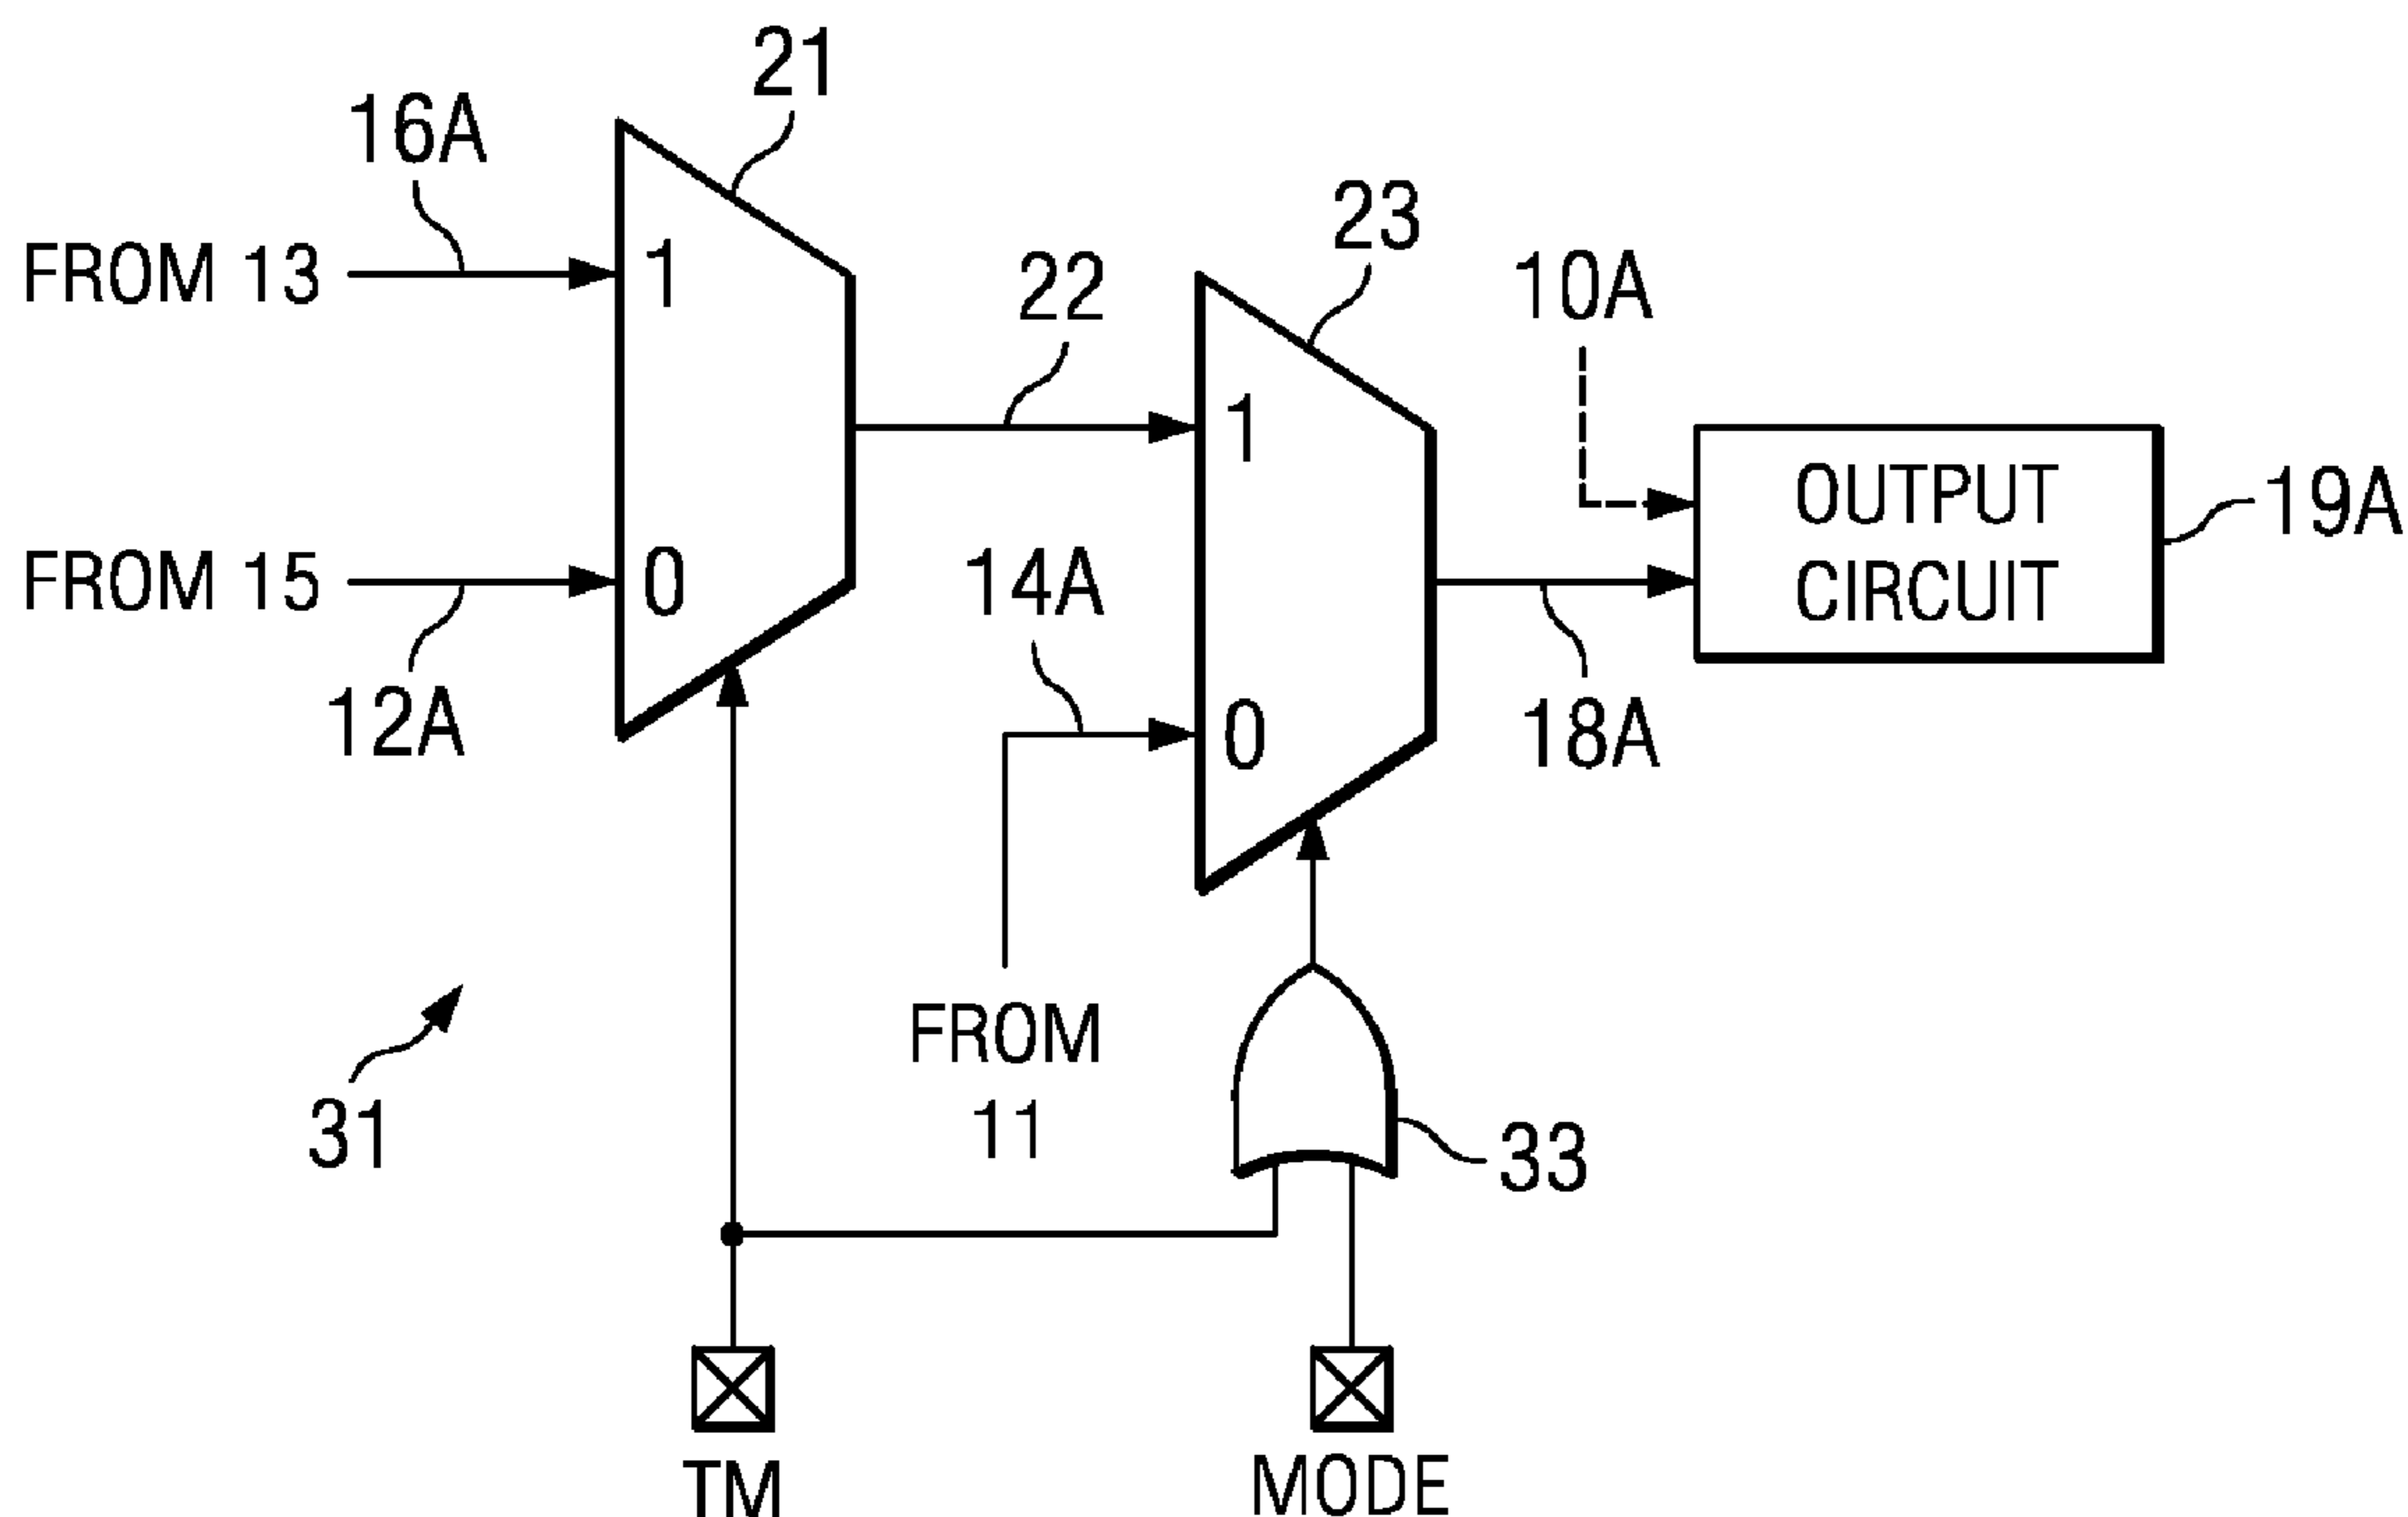 21
16A
23
FROM 13
1
22
10A
1
OUTPUT
CIRCUIT
19A
FROM 15
0
14A
12A
0
18A
FROM
11
31
33
TM
MODE